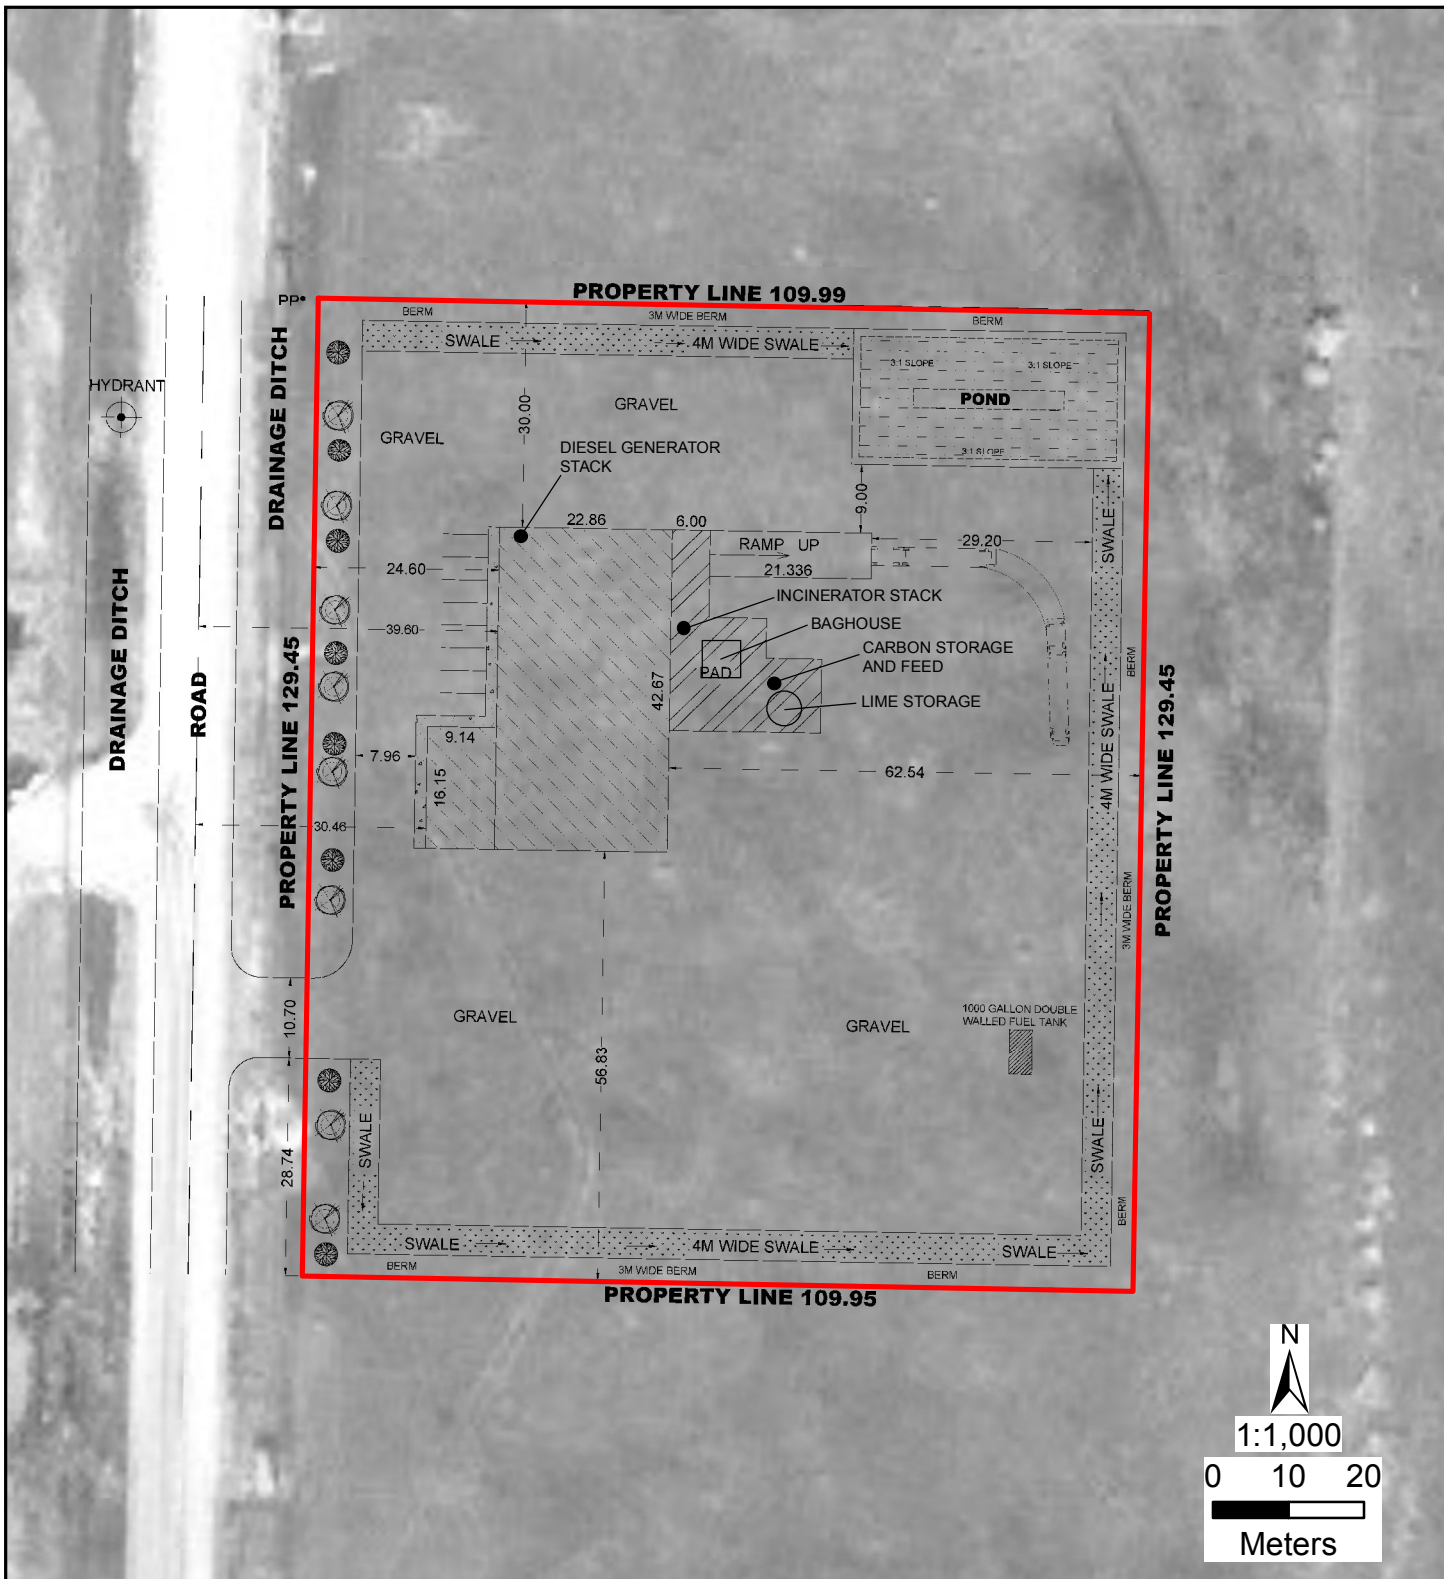 PROPERTY LINE 109.99
PP
BERM
3M WIDE BERM
BERM
SWALE
4M WIDE SWALE
3:1 SLOPE
3:1 SLOPE
POND
3:1 SLOPE
HYDRANT
DRAINAGE DITCH
30.00
GRAVEL
GRAVEL
DIESEL GENERATOR
STACK
9.00
22.86
6.00
RAMP UP
21.336
29.20
SWALE
24.60
INCINERATOR STACK
BAGHOUSE
39.60
CARBON STORAGE
AND FEED
PAD
LIME STORAGE
42.67
DRAINAGE DITCH
ROAD
PROPERTY LINE 129.45
9.14
7.96
16.15
30.46
62.54
BERM
4M WIDE SWALE
PROPERTY LINE 129.45
3M WIDE BERM
10.70
GRAVEL
GRAVEL
1000 GALLON DOUBLE
WALLED FUEL TANK
56.83
28.74
SWALE
SWALE
BERM
SWALE
4M WIDE SWALE
SWALE
BERM
3M WIDE BERM
BERM
PROPERTY LINE 109.95
N
1:1,000
0 10 20
Meters